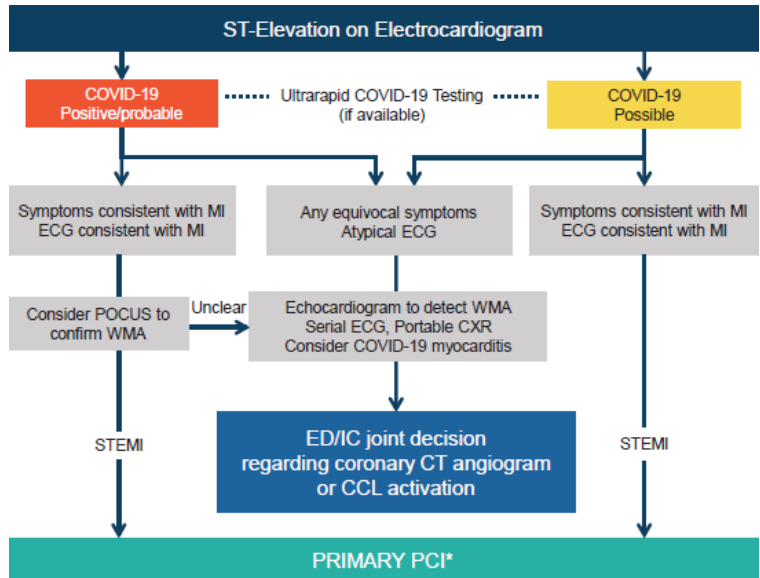 ST-Elevation on Electrocardiogram
COVID-19
Positive/probable
Ultrarapid COVID-19 Testing
(if available)
COVID-19
Possible
Symptoms consistent with MI
ECG consistent with MI
Any equivocal symptoms
Atypical ECG
Symptoms consistent with MI
ECG consistent with MI
Consider POCUS to
confirm WMA
Unclear
Echocardiogram to detect WMA
Serial ECG, Portable CXR
Consider COVID-19 myocarditis
STEMI
ED/IC joint decision
regarding coronary CT angiogram
or CCL activation
STEMI
PRIMARY PCI*